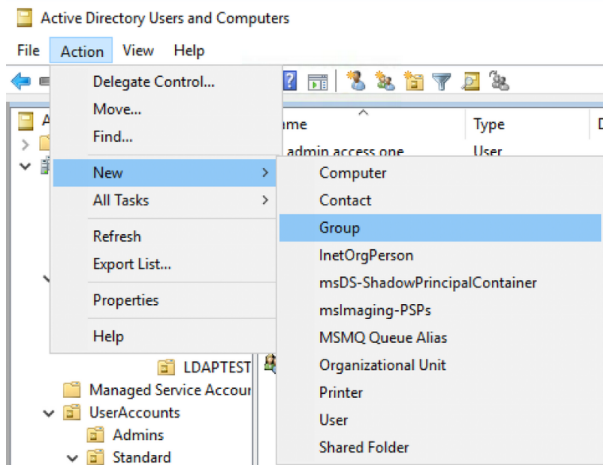 Active Directory Users and Computers
File Action View Help
Delegate Control...
Move...
Find...
New
All Tasks
Refresh
Export List...
Properties
Help
Type
admin access one User
Computer
Contact
Group
InetOrgPerson
msDS-ShadowPrincipalContainer
msImaging-PSPs
MSMQ Queue Alias
Organizational Unit
Printer
User
Shared Folder
LDAPTEST
Managed Service Accour
UserAccounts
Admins
Standard